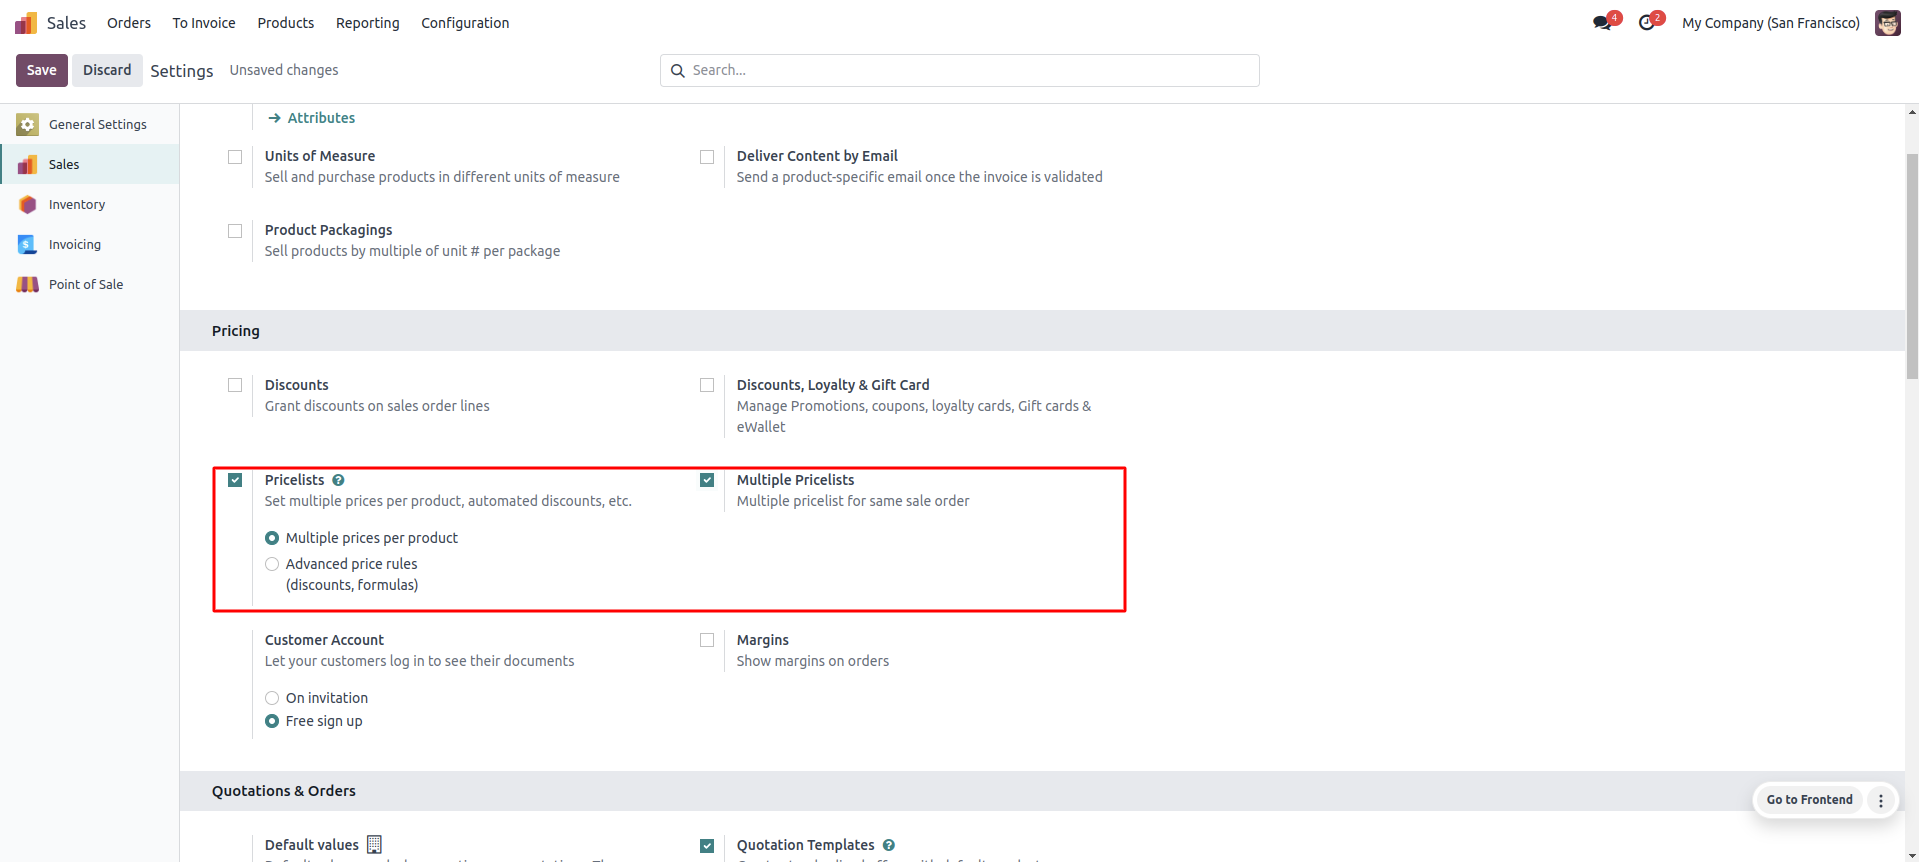 Sales Orders To Invoice Products Reporting Configuration 4 2 My Company (San Francisco)
Save Discard Settings Unsaved changes Search...
General Settings
Sales
Inventory
Invoicing
Point of Sale
Attributes
Units of Measure
Sell and purchase products in different units of measure
Deliver Content by Email
Send a product-specific email once the invoice is validated
Product Packagings
Sell products by multiple of unit # per package
Pricing
Discounts
Grant discounts on sales order lines
Discounts, Loyalty & Gift Card
Manage Promotions, coupons, loyalty cards, Gift cards &
eWallet
Pricelists ?
Set multiple prices per product, automated discounts, etc.
Multiple prices per product
Advanced price rules
(discounts, formulas)
Multiple Pricelists
Multiple pricelist for same sale order
Customer Account
Let your customers log in to see their documents
On invitation
Free sign up
Margins
Show margins on orders
Quotations & Orders
Go to Frontend
Default values
Quotation Templates ?